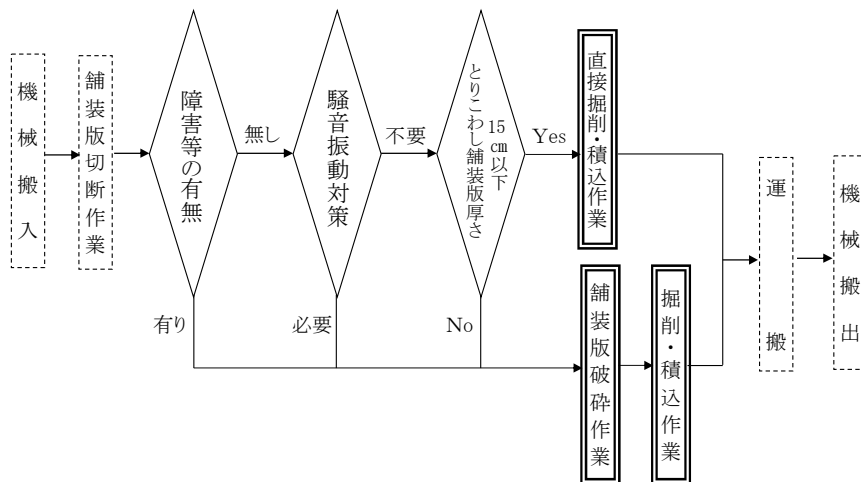 機械搬入
舗装版切断作業
障害等の有無
無し
有り
騒音振動対策
不要
必要
とりこわし舗装版厚さ
15cm以下
Yes
No
直接掘削・積込作業
舗装版破砕作業
掘削・積込作業
運搬
機械搬出